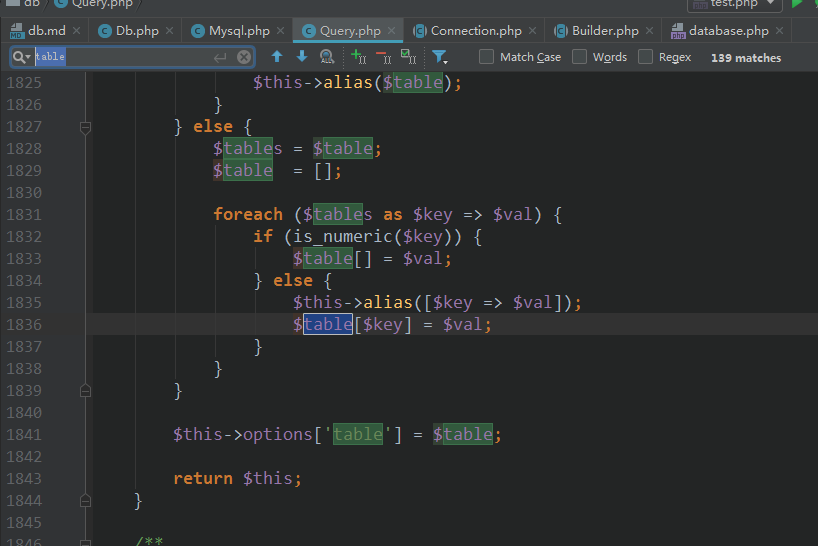 db Query.php test.php
db.md Db.php Mysql.php Query.php Connection.php Builder.php database.php
table Match Case Words Regex 139 matches
1825 $this->alias($table);
1826 }
1827 } else {
1828 $tables = $table;
1829 $table = [];
1830
1831 foreach ($tables as $key => $val) {
1832 if (is_numeric($key)) {
1833 $table[] = $val;
1834 } else {
1835 $this->alias([$key => $val]);
1836 $table[$key] = $val;
1837 }
1838 }
1839 }
1840
1841 $this->options['table'] = $table;
1842
1843 return $this;
1844 }
1845
1846 /**